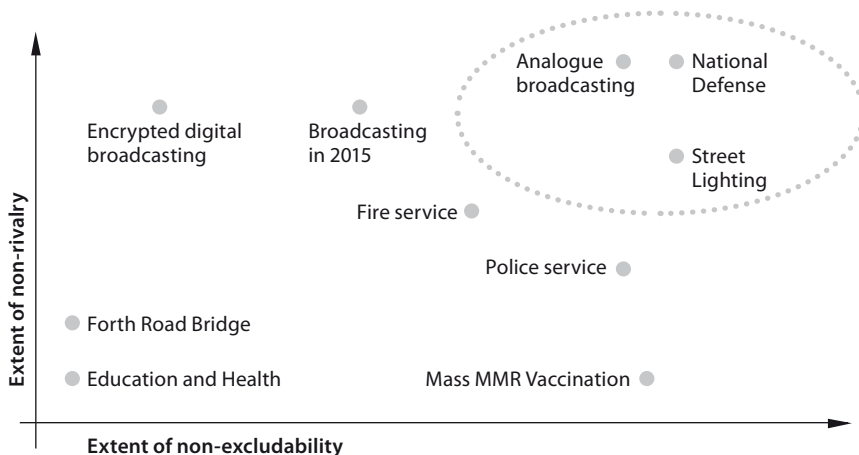 Analogue
broadcasting
National
Defense
Encrypted digital
broadcasting
Broadcasting
in 2015
Street
Lighting
Fire service
Police service
Forth Road Bridge
Education and Health
Mass MMR Vaccination
Extent of non-rivalry
Extent of non-excludability